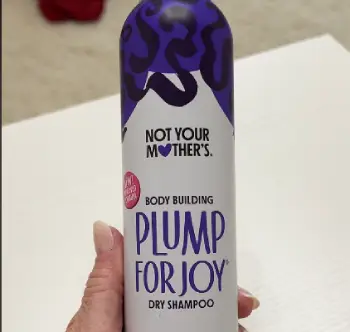 NOT YOUR
MOTHER'S.
BODY BUILDING
PLUMP
FOR JOY®
DRY SHAMPOO